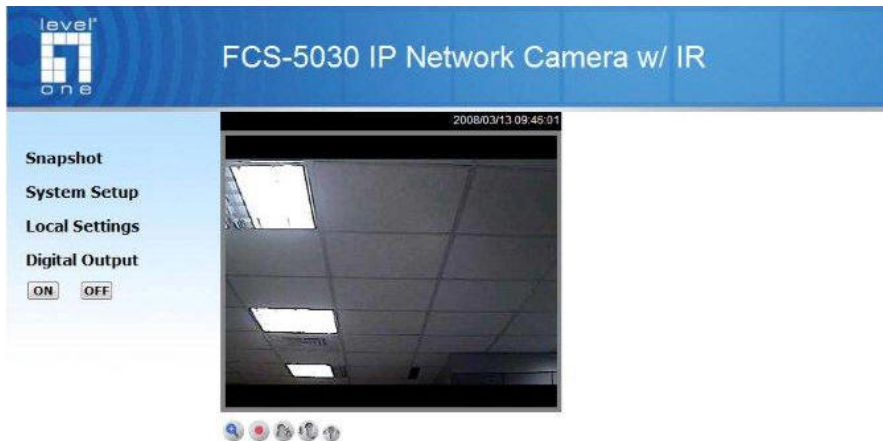 level
one
FCS-5030 IP Network Camera w/ IR
2008/03/13 09:46:01
Snapshot
System Setup
Local Settings
Digital Output
ON OFF